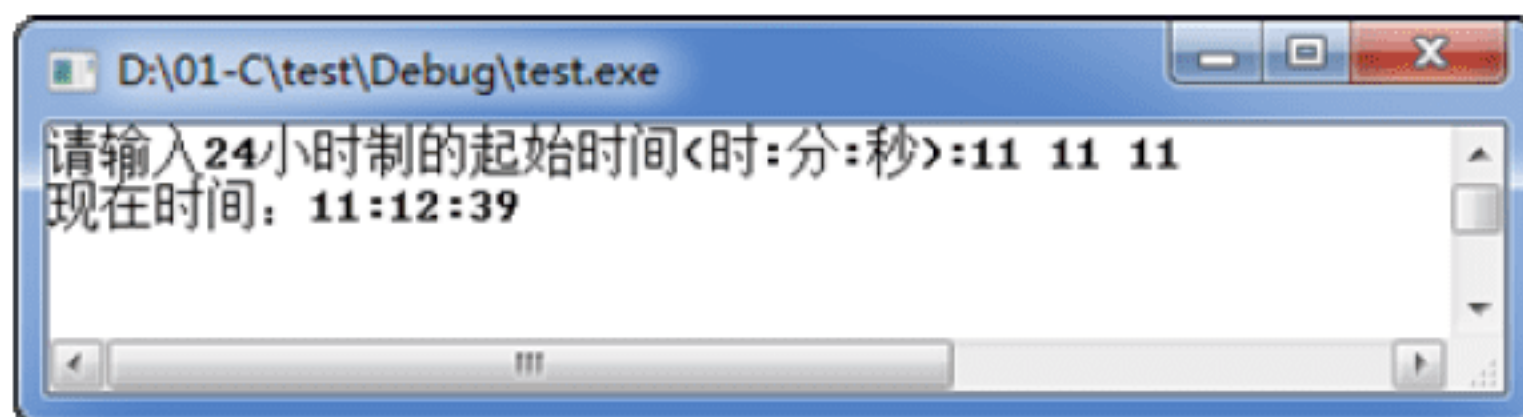 D:\01-C\test\Debug\test.exe
请输入24小时制的起始时间(时:分:秒):11 11 11
现在时间：11:12:39